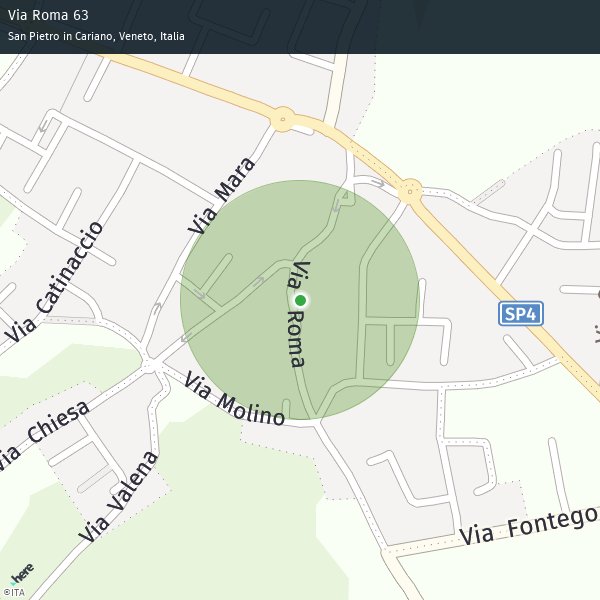 Via Roma 63
San Pietro in Cariano, Veneto, Italia
Via Mara
Via Catinaccio
Via Roma
SP4
Via Molino
Via Chiesa
Via Valena
Via Fontego
here
©ITA